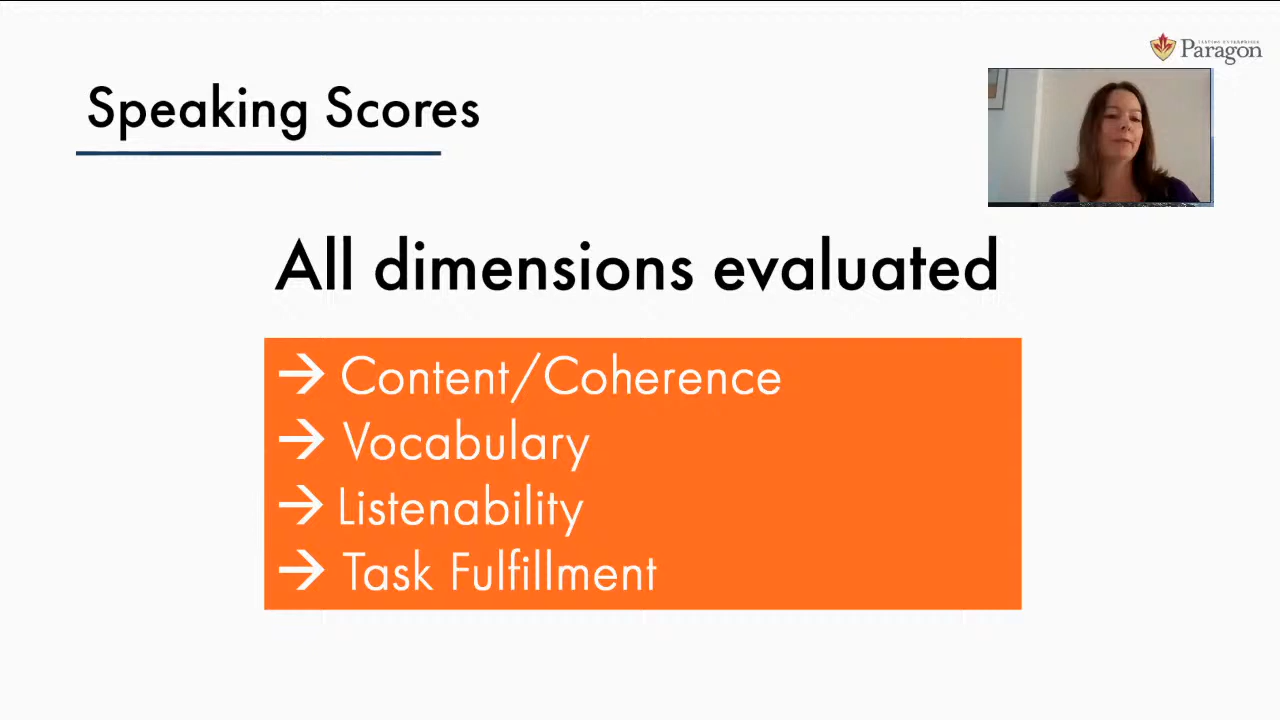 Paragon
Speaking Scores
All dimensions evaluated
→ Content/Coherence
→ Vocabulary
→ Listenability
→ Task Fulfillment